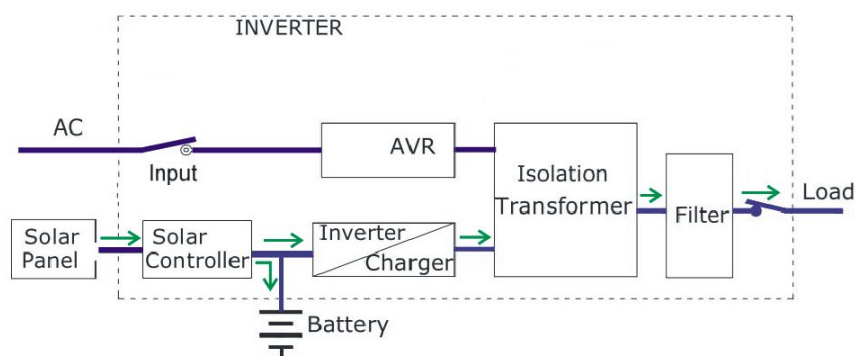 INVERTER
AC
Input
AVR
Isolation
Transformer
Filter
Load
Solar
Panel
Solar
Controller
Inverter
Charger
Battery